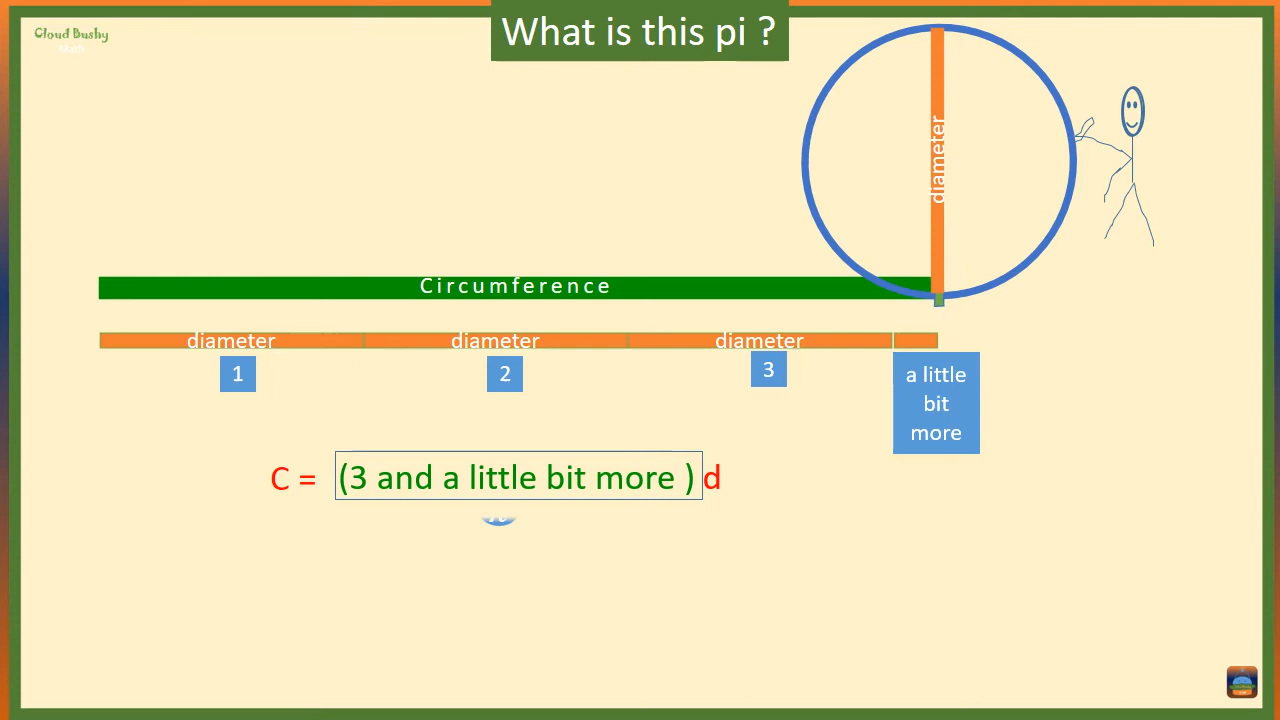 What is this pi ?
Cloud Bushy
Math
diameter
Circumference
diameter diameter diameter
1 2 3
a little
bit
more
C = (3 and a little bit more ) d